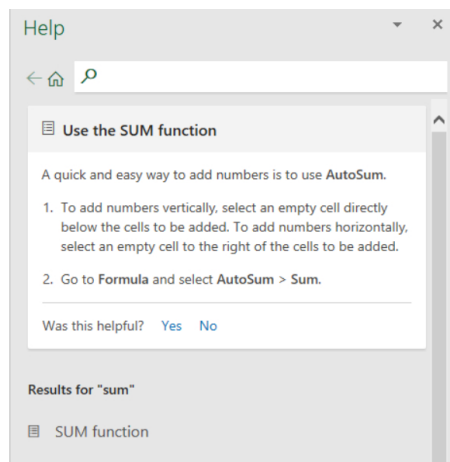 Help
Use the SUM function
A quick and easy way to add numbers is to use AutoSum.
1. To add numbers vertically, select an empty cell directly
below the cells to be added. To add numbers horizontally,
select an empty cell to the right of the cells to be added.
2. Go to Formula and select AutoSum > Sum.
Was this helpful? Yes No
Results for "sum"
SUM function